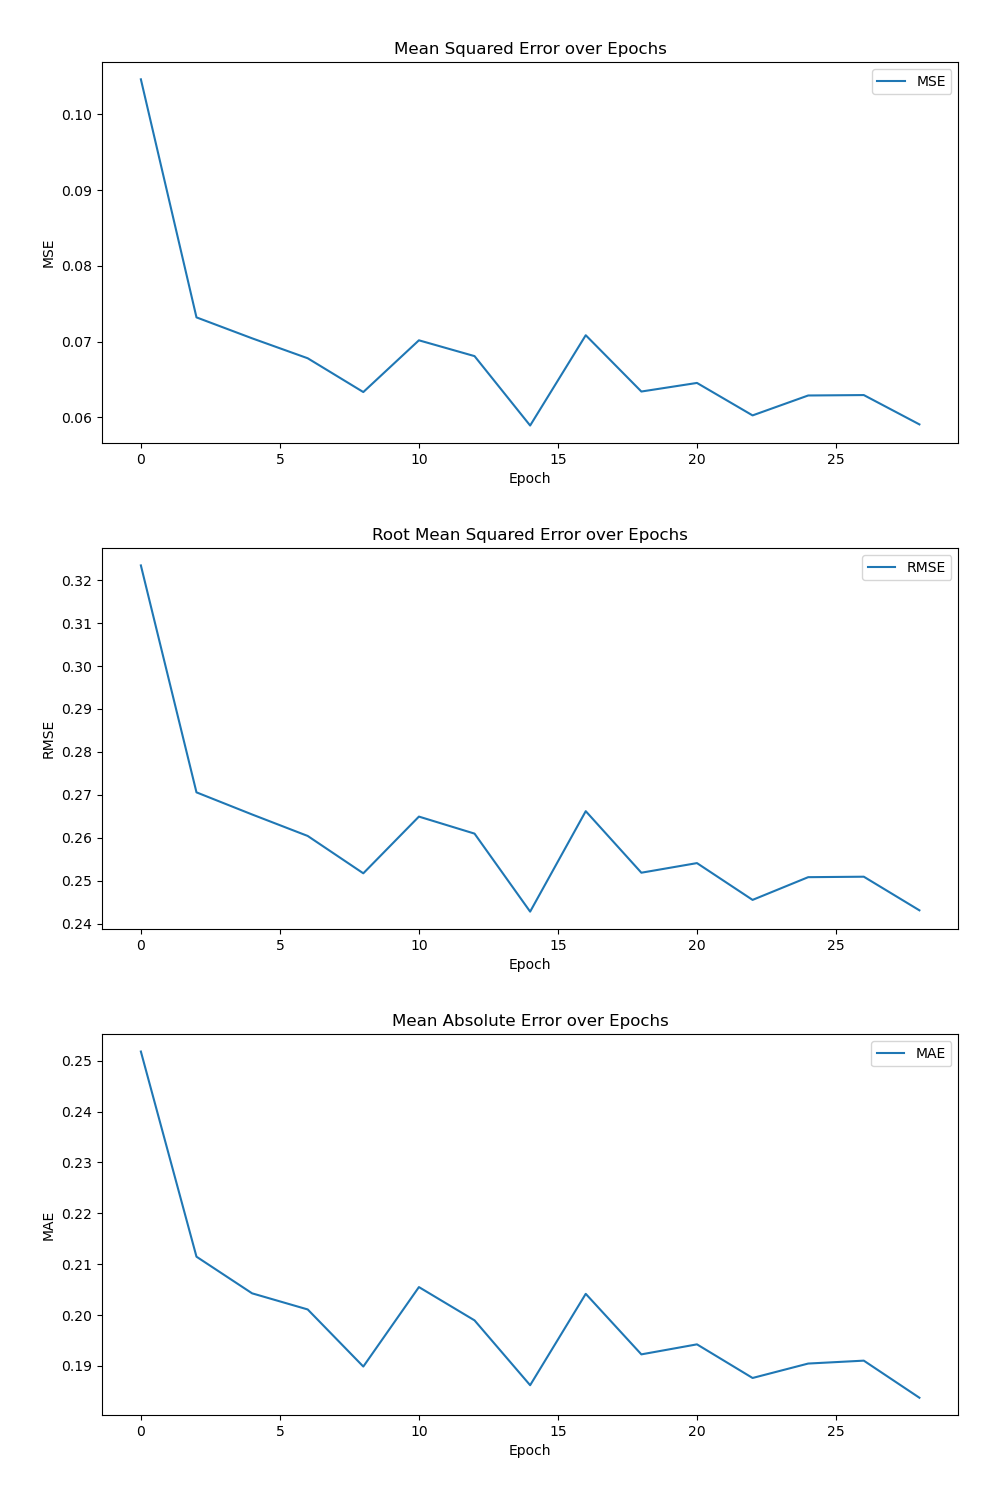 Mean Squared Error over Epochs
MSE
0.10
0.09
0.08
0.07
0.06
MSE
0 5 10 15 20 25
Epoch
Root Mean Squared Error over Epochs
RMSE
0.32
0.31
0.30
0.29
0.28
0.27
0.26
0.25
0.24
RMSE
0 5 10 15 20 25
Epoch
Mean Absolute Error over Epochs
MAE
0.25
0.24
0.23
0.22
0.21
0.20
0.19
MAE
0 5 10 15 20 25
Epoch